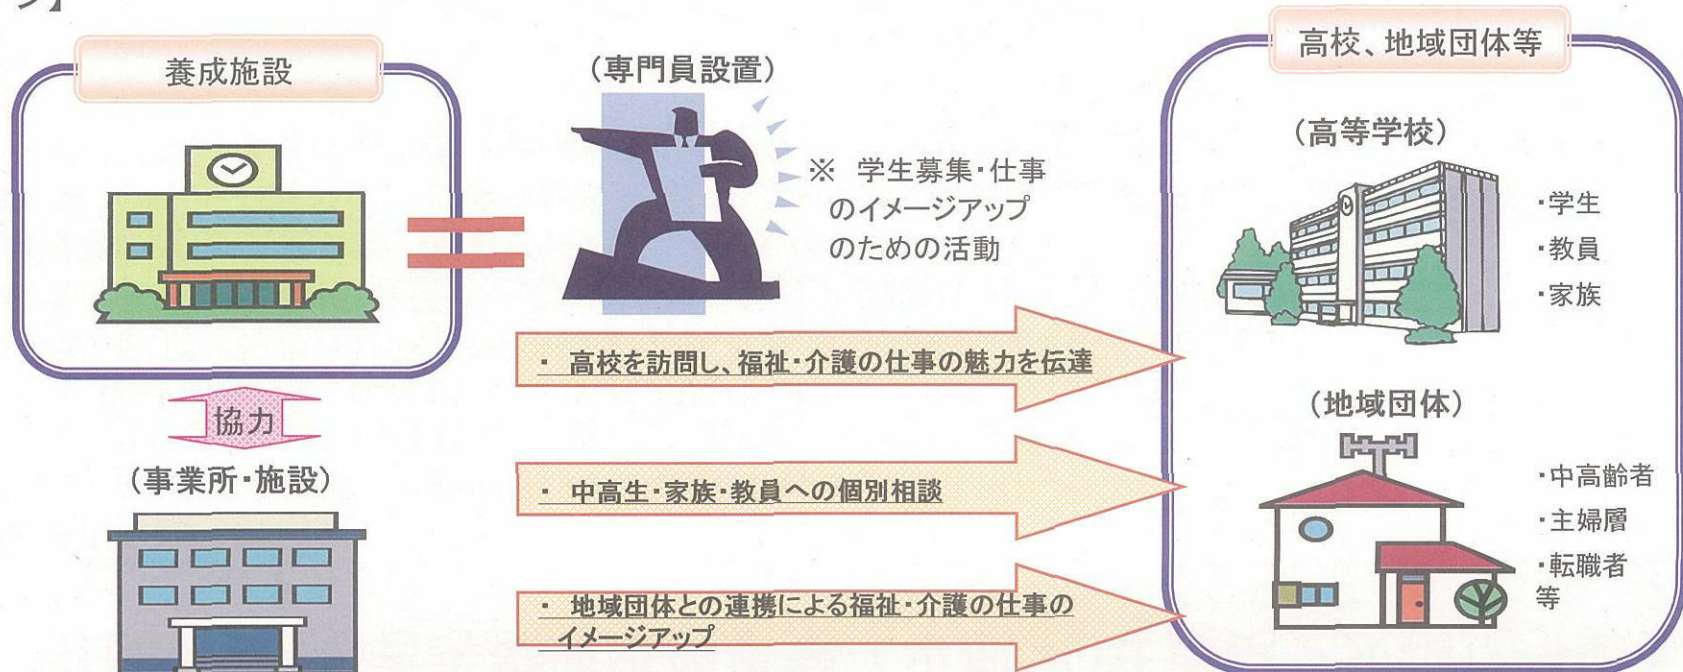 ジ】
養成施設
（専門員設置）
※ 学生募集・仕事
のイメージアップ
のための活動
高校、地域団体等
（高等学校）
・学生
・教員
・家族
・ 高校を訪問し、福祉・介護の仕事の魅力を伝達
協力
（事業所・施設）
・ 中高生・家族・教員への個別相談
（地域団体）
・中高齢者
・主婦層
・転職者
等
・ 地域団体との連携による福祉・介護の仕事の
イメージアップ